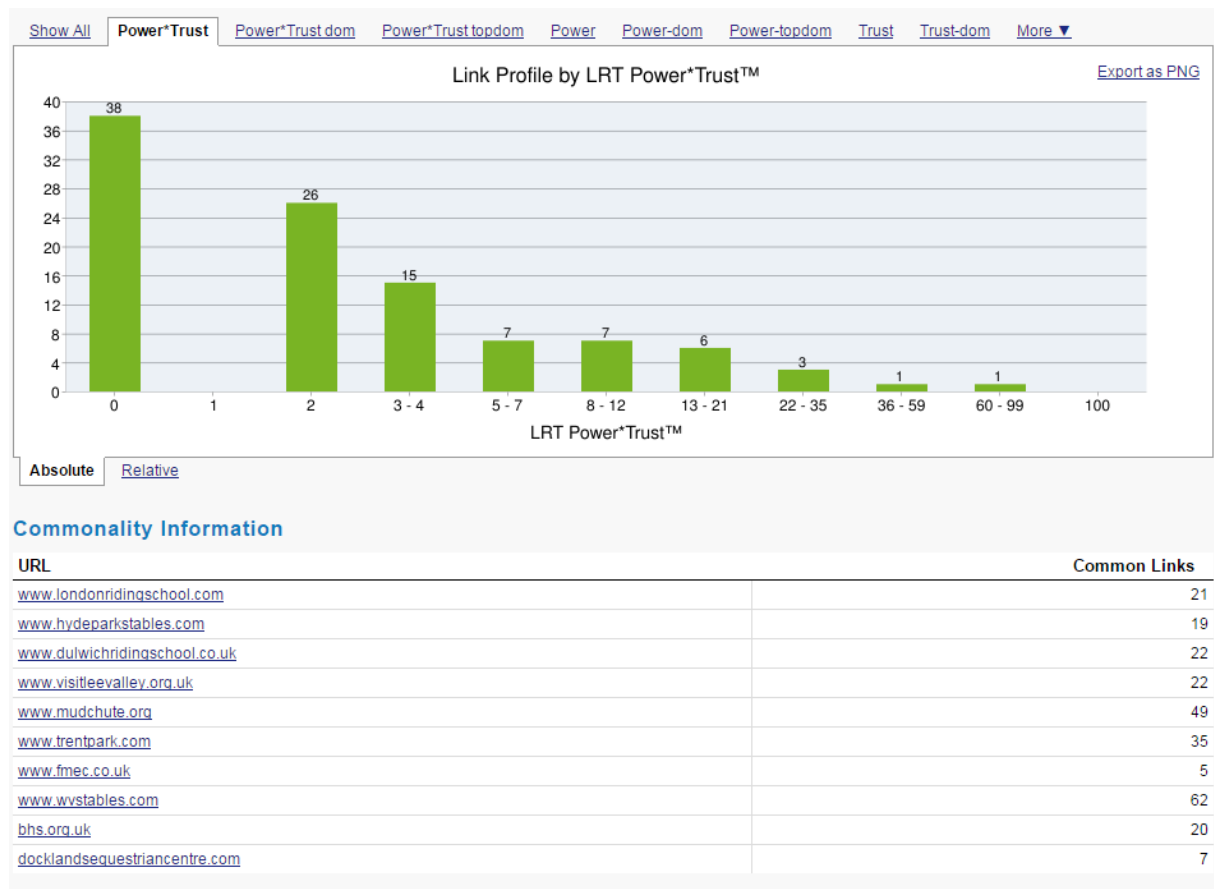 Show All Power*Trust Power*Trust dom Power*Trust topdom Power Power-dom Power-topdom Trust Trust-dom More ▼
Link Profile by LRT Power*Trust™
Export as PNG
40
36
32
28
24
20
16
12
8
4
0
38 26 15 7 7 6 3 1 1
0 1 2 3 - 4 5 - 7 8 - 12 13 - 21 22 - 35 36 - 59 60 - 99 100
LRT Power*Trust™
Absolute Relative
Commonality Information
URL Common Links
www.londonridingschool.com 21
www.hydeparkstables.com 19
www.dulwichridingschool.co.uk 22
www.visitleevalley.org.uk 22
www.mudchute.org 49
www.trentpark.com 35
www.fmec.co.uk 5
www.wvstables.com 62
bhs.org.uk 20
docklandsequestriancentre.com 7